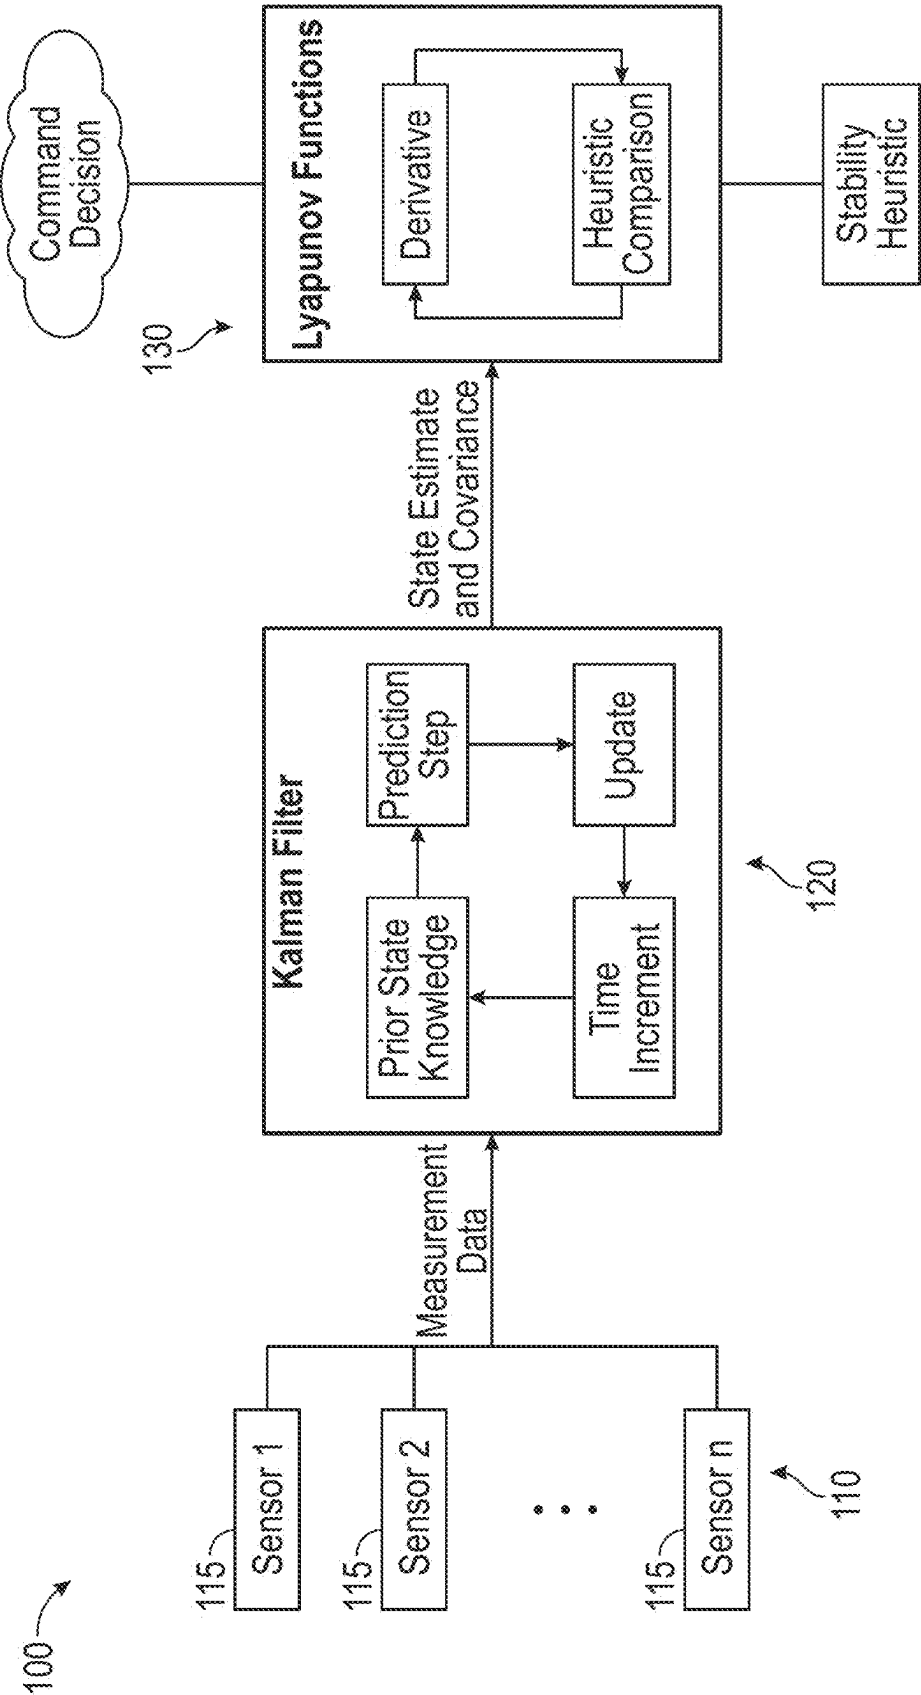 100
115
Sensor 1
115
Sensor 2
115
Sensor n
110
Measurement
Data
Kalman Filter
Prior State
Knowledge
Prediction
Step
Time
Increment
Update
120
State Estimate
and Covariance
130
Lyapunov Functions
Derivative
Heuristic
Comparison
Command
Decision
Stability
Heuristic